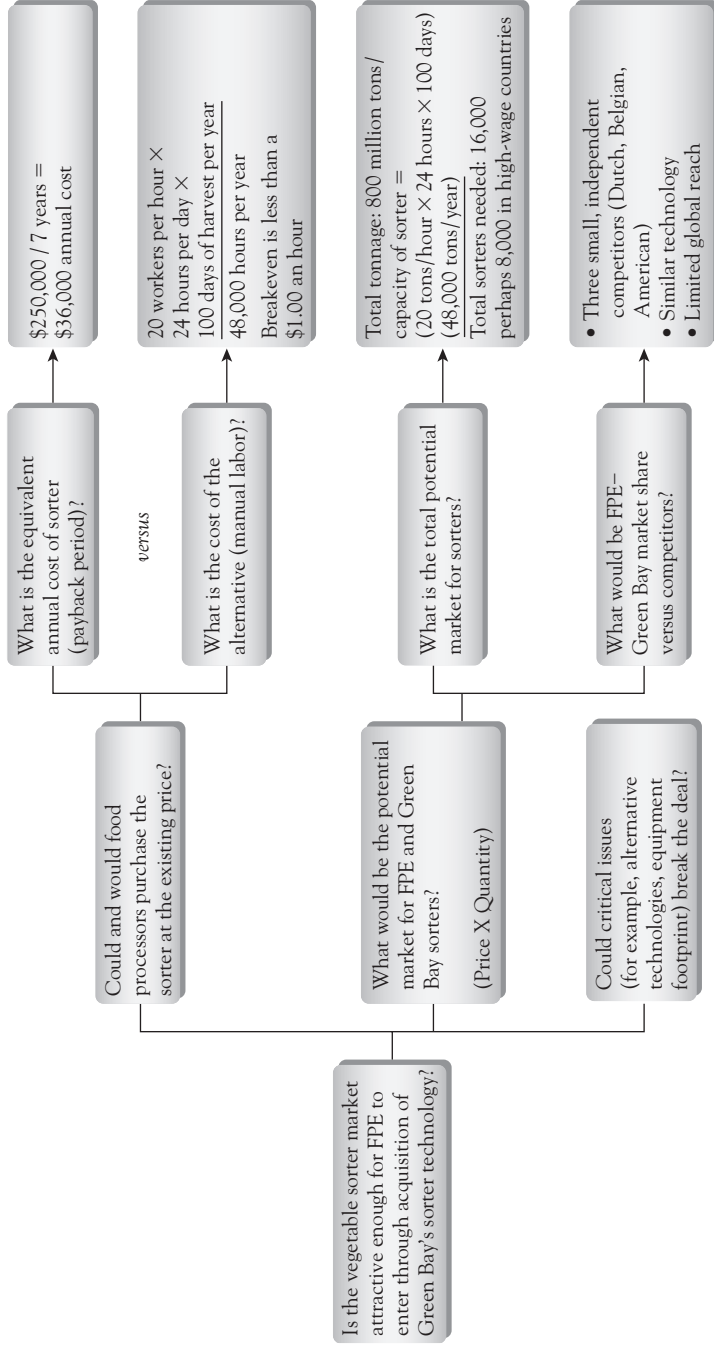 Is the vegetable sorter market
attractive enough for FPE to
enter through acquisition of
Green Bay's sorter technology?
Could and would food
processors purchase the
sorter at the existing price?
What is the equivalent
annual cost of sorter
(payback period)?
$250,000 / 7 years =
$36,000 annual cost
versus
What is the cost of the
alternative (manual labor)?
20 workers per hour ×
24 hours per day ×
100 days of harvest per year
48,000 hours per year
Breakeven is less than a
$1.00 an hour
What would be the potential
market for FPE and Green
Bay sorters?
(Price X Quantity)
What is the total potential
market for sorters?
Total tonnage: 800 million tons/
capacity of sorter =
(20 tons/hour × 24 hours × 100 days)
(48,000 tons/year)
Total sorters needed: 16,000
perhaps 8,000 in high-wage countries
What would be FPE–
Green Bay market share
versus competitors?
• Three small, independent
competitors (Dutch, Belgian,
American)
• Similar technology
• Limited global reach
Could critical issues
(for example, alternative
technologies, equipment
footprint) break the deal?